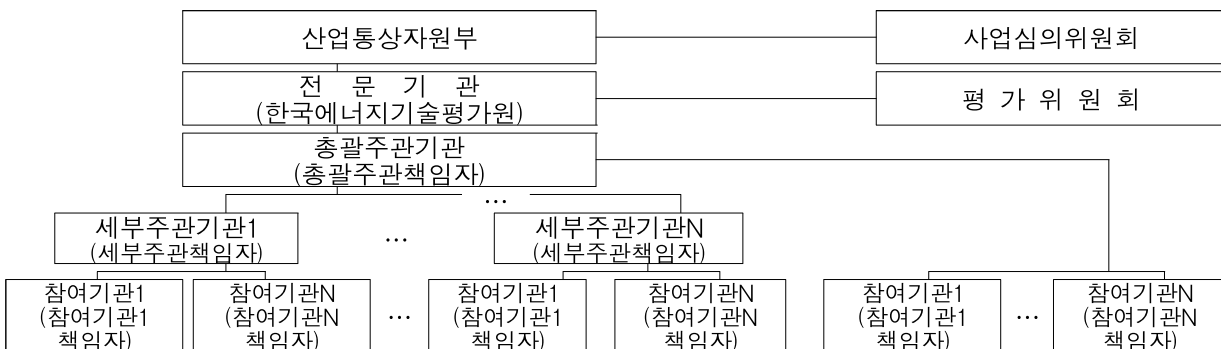 산업통상자원부
사업심의위원회
전 문 기 관
(한국에너지기술평가원)
평 가 위 원 회
총괄주관기관
(총괄주관책임자)
…
세부주관기관1
(세부주관책임자)
…
세부주관기관N
(세부주관책임자)
참여기관1
(참여기관1
책임자)
참여기관N
(참여기관N
책임자)
…
참여기관1
(참여기관1
책임자)
참여기관N
(참여기관N
책임자)
참여기관1
(참여기관1
책임자)
…
참여기관N
(참여기관N
책임자)